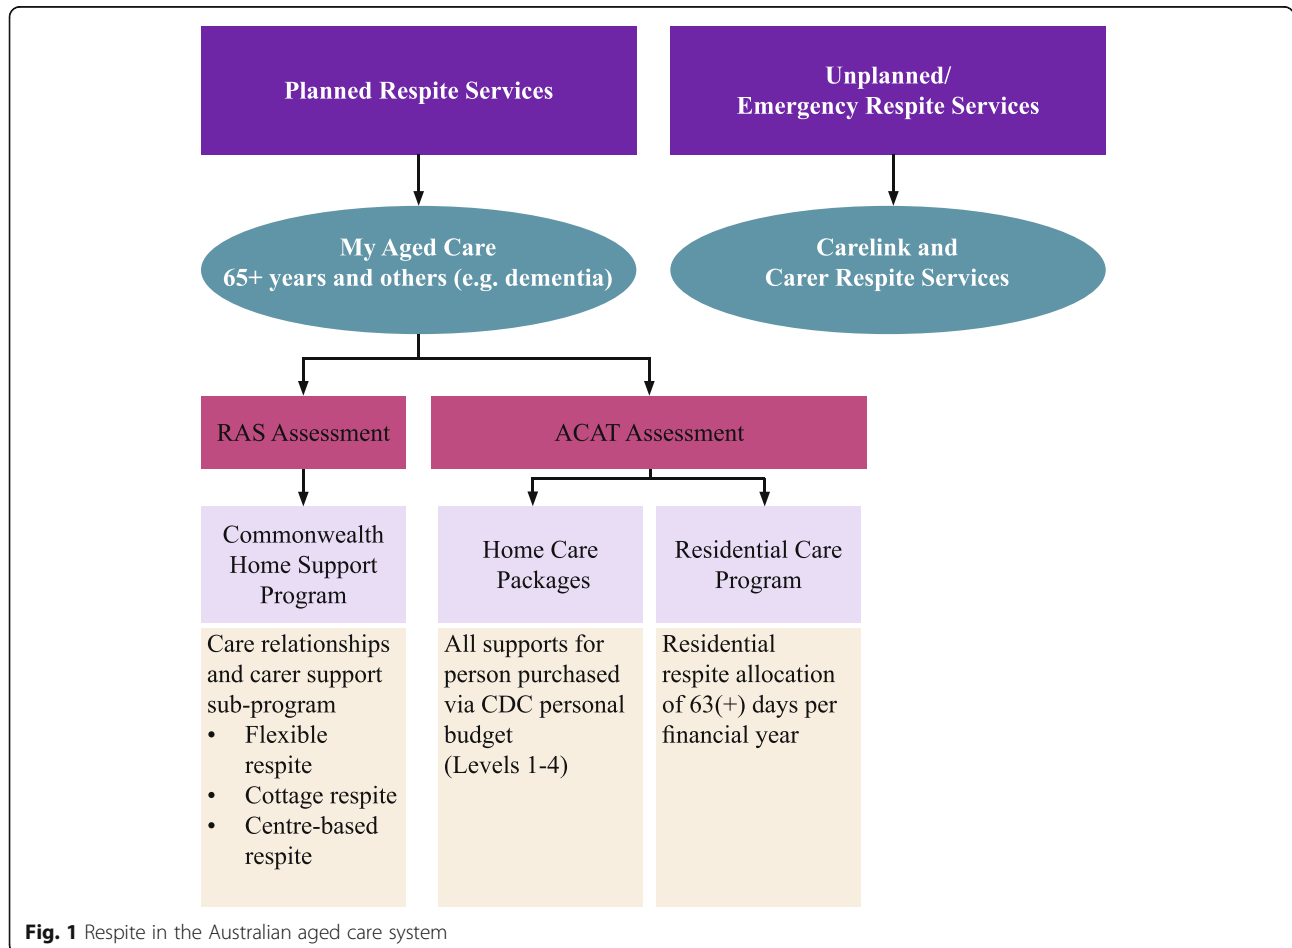 Planned Respite Services
Unplanned/
Emergency Respite Services
My Aged Care
65+ years and others (e.g. dementia)
Carelink and
Carer Respite Services
RAS Assessment
ACAT Assessment
Commonwealth
Home Support
Program
Home Care
Packages
Residential Care
Program
Care relationships
and carer support
sub-program
• Flexible
respite
• Cottage respite
• Centre-based
respite
All supports for
person purchased
via CDC personal
budget
(Levels 1-4)
Residential
respite allocation
of 63(+) days per
financial year
Fig. 1 Respite in the Australian aged care system